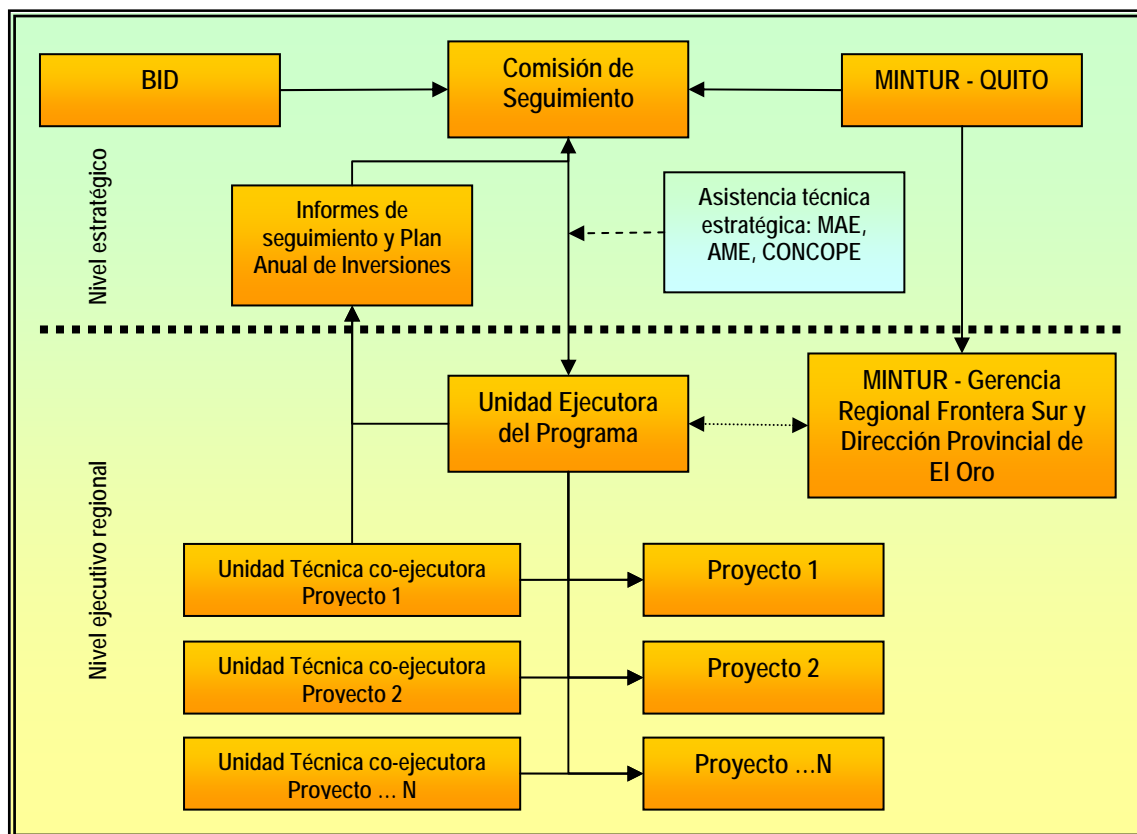 BID
Comisión de
Seguimiento
MINTUR - QUITO
Nivel estratégico
Informes de
seguimiento y Plan
Anual de Inversiones
Asistencia técnica
estratégica: MAE,
AME, CONCOPE
Unidad Ejecutora
del Programa
MINTUR - Gerencia
Regional Frontera Sur y
Dirección Provincial de
El Oro
Nivel ejecutivo regional
Unidad Técnica co-ejecutora
Proyecto 1
Proyecto 1
Unidad Técnica co-ejecutora
Proyecto 2
Proyecto 2
Unidad Técnica co-ejecutora
Proyecto ... N
Proyecto ...N